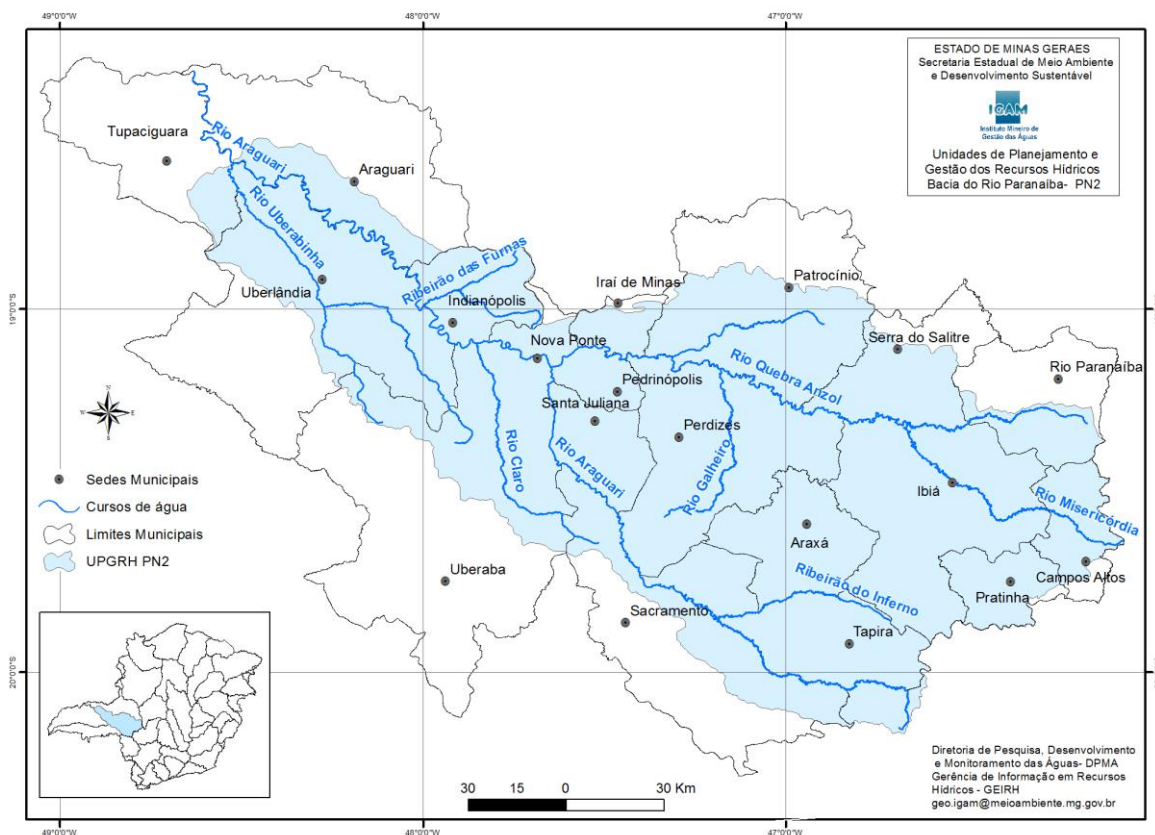 49°0'0"W
48°0'0"W
47°0'0"W
ESTADO DE MINAS GERAES
Secretaria Estadual de Meio Ambiente
e Desenvolvimento Sustentável
IGAM
Instituto Mineiro de
Gestão das Águas
Unidades de Planejamento e
Gestão dos Recursos Hídricos
Bacia do Rio Paranaíba- PN2
Tupaciguara
Rio Araguari
Araguari
Rio Uberabinha
Ribeirão das Furnas
Uberlândia
Indianópolis
Iraí de Minas
Patrocínio
19°0'0"S
Nova Ponte
Serra do Salitre
Rio Quebra Anzol
Rio Paranaíba
Pedrinópolis
Santa Juliana
Perdizes
Rio Claro
Rio Araguari
Rio Galheiro
Ibiá
Rio Misericórdia
Araxá
Campos Altos
Pratinha
Uberaba
Ribeirão do Inferno
Sacramento
Tapira
20°0'0"S
N
W
E
S
Sedes Municipais
Cursos de água
Limites Municipais
UPGRH PN2
30 15 0 30 Km
Diretoria de Pesquisa, Desenvolvimento
e Monitoramento das Águas- DPMA
Gerência de Informação em Recursos
Hídricos - GEIRH
geo.igam@meioambiente.mg.gov.br
49°0'0"W
48°0'0"W
47°0'0"W